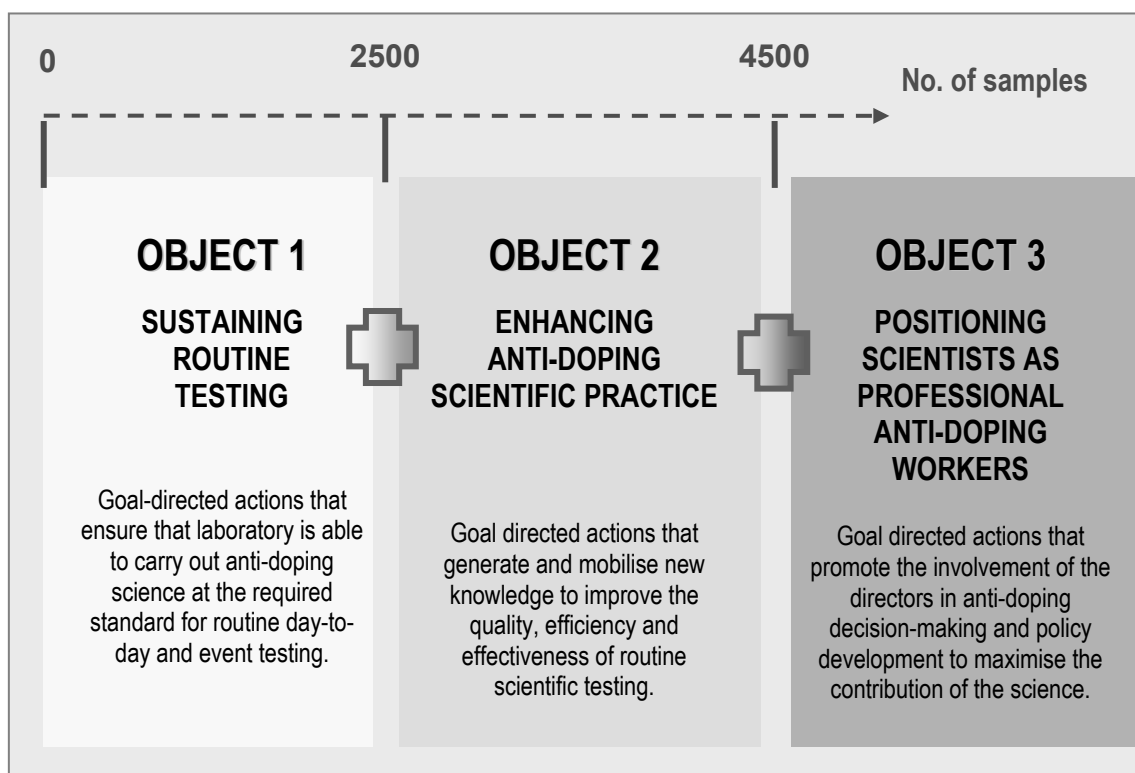 0
2500
4500
No. of samples
OBJECT 1
SUSTAINING
ROUTINE
TESTING
Goal-directed actions that
ensure that laboratory is able
to carry out anti-doping
science at the required
standard for routine day-to-
day and event testing.
OBJECT 2
ENHANCING
ANTI-DOPING
SCIENTIFIC PRACTICE
Goal directed actions that
generate and mobilise new
knowledge to improve the
quality, efficiency and
effectiveness of routine
scientific testing.
OBJECT 3
POSITIONING
SCIENTISTS AS
PROFESSIONAL
ANTI-DOPING
WORKERS
Goal directed actions that
promote the involvement of the
directors in anti-doping
decision-making and policy
development to maximise the
contribution of the science.